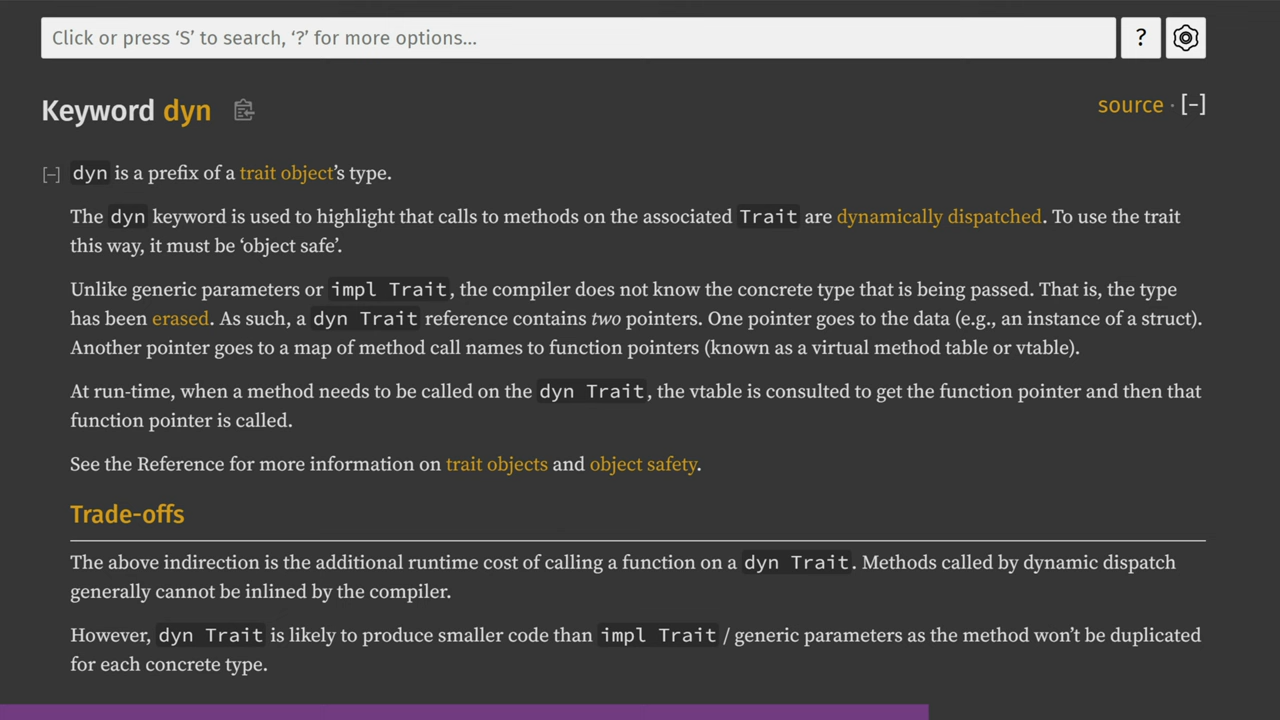 Click or press ‘S’ to search, ‘?’ for more options…
?
Keyword dyn
source · [−]
[−] dyn is a prefix of a trait object’s type.
The dyn keyword is used to highlight that calls to methods on the associated Trait are dynamically dispatched. To use the trait
this way, it must be ‘object safe’.
Unlike generic parameters or impl Trait, the compiler does not know the concrete type that is being passed. That is, the type
has been erased. As such, a dyn Trait reference contains two pointers. One pointer goes to the data (e.g., an instance of a struct).
Another pointer goes to a map of method call names to function pointers (known as a virtual method table or vtable).
At run-time, when a method needs to be called on the dyn Trait, the vtable is consulted to get the function pointer and then that
function pointer is called.
See the Reference for more information on trait objects and object safety.
Trade-offs
The above indirection is the additional runtime cost of calling a function on a dyn Trait. Methods called by dynamic dispatch
generally cannot be inlined by the compiler.
However, dyn Trait is likely to produce smaller code than impl Trait / generic parameters as the method won’t be duplicated
for each concrete type.